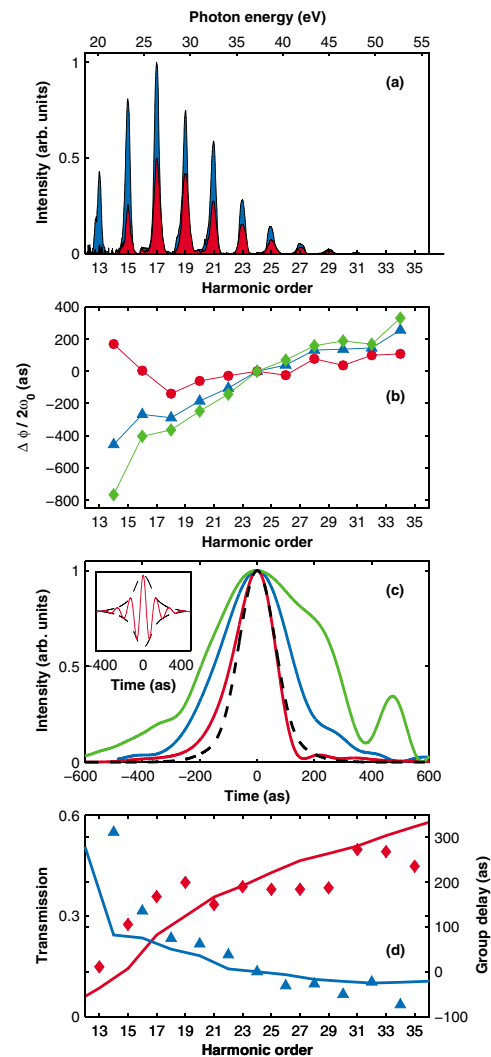 Photon energy (eV)
20 25 30 35 40 45 50 55
(a)
Intensity (arb. units)
1
0.5
0
13 15 17 19 21 23 25 27 29 31 33 35
Harmonic order
(b)
Δ ϕ / 2ω0 (as)
400
200
0
−200
−400
−600
−800
13 15 17 19 21 23 25 27 29 31 33 35
Harmonic order
(c)
Intensity (arb. units)
1
0.5
0
−400 0 400
Time (as)
−600 −400 −200 0 200 400 600
Time (as)
(d)
Transmission
0.6
0.3
0
Group delay (as)
300
200
100
0
−100
13 15 17 19 21 23 25 27 29 31 33 35
Harmonic order